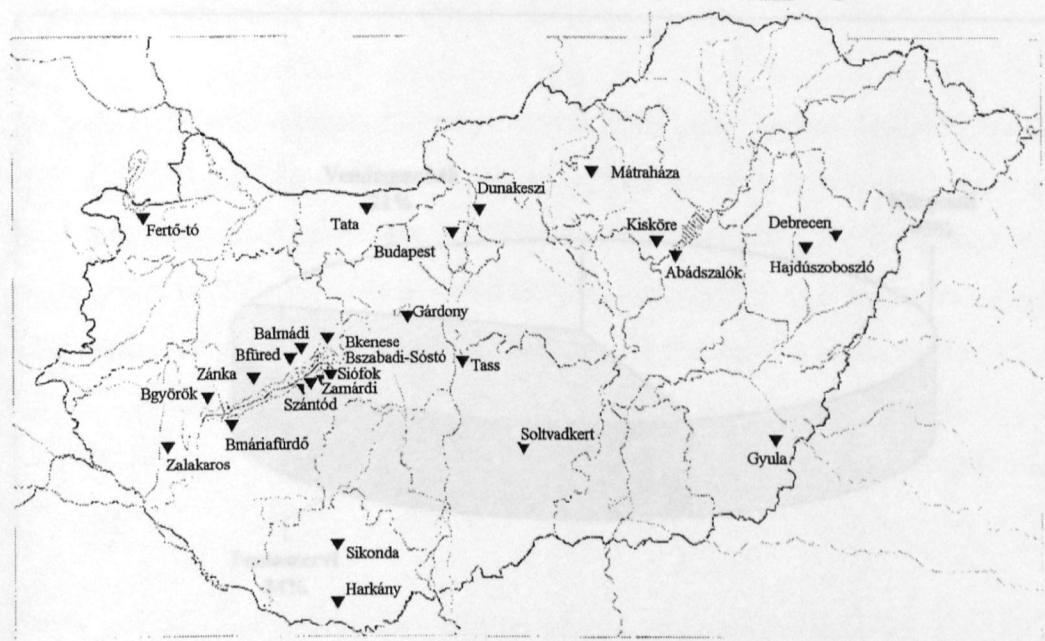 Mátraháza
Dunakeszi
Tata
Fertő-tó
Budapest
Kisköre
Debrecen
Abádszalók
Hajdúszoboszló
Gárdony
Balmádi
Bkenese
Bfüred
Bszabadi-Sóstó
Tass
Zánka
Siófok
Zamárdi
Bgyörök
Szántód
Bmáriafürdő
Soltvadkert
Zalakaros
Gyula
Sikonda
Harkány